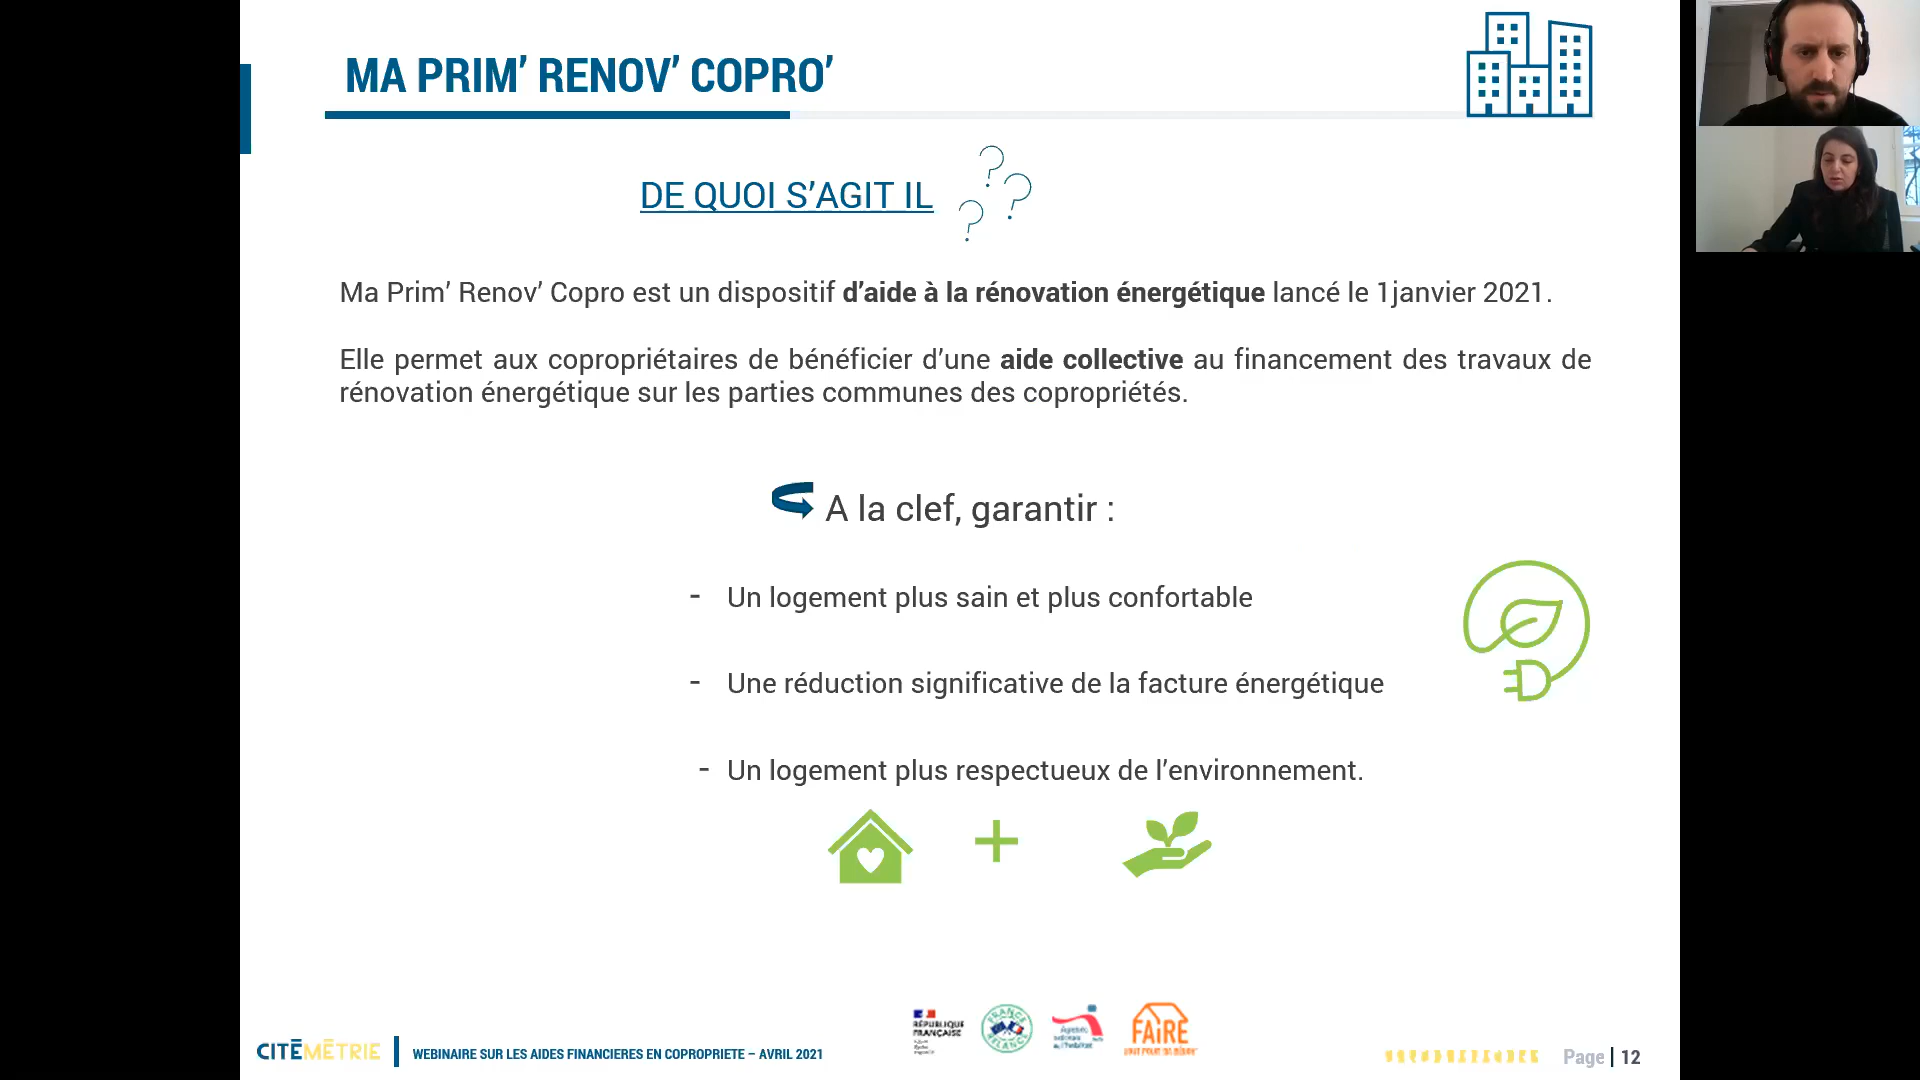 MA PRIM’ RENOV’ COPRO’
DE QUOI S’AGIT IL
? ? ?
Ma Prim’ Renov’ Copro est un dispositif d’aide à la rénovation énergétique lancé le 1janvier 2021.
Elle permet aux copropriétaires de bénéficier d’une aide collective au financement des travaux de
rénovation énergétique sur les parties communes des copropriétés.
A la clef, garantir :
- Un logement plus sain et plus confortable
- Une réduction significative de la facture énergétique
- Un logement plus respectueux de l’environnement.
CITĒMĒTRIE
WEBINAIRE SUR LES AIDES FINANCIERES EN COPROPRIETE – AVRIL 2021
RÉPUBLIQUE
FRANÇAISE
FRANCE
RELANCE
FAiRE
Page | 12